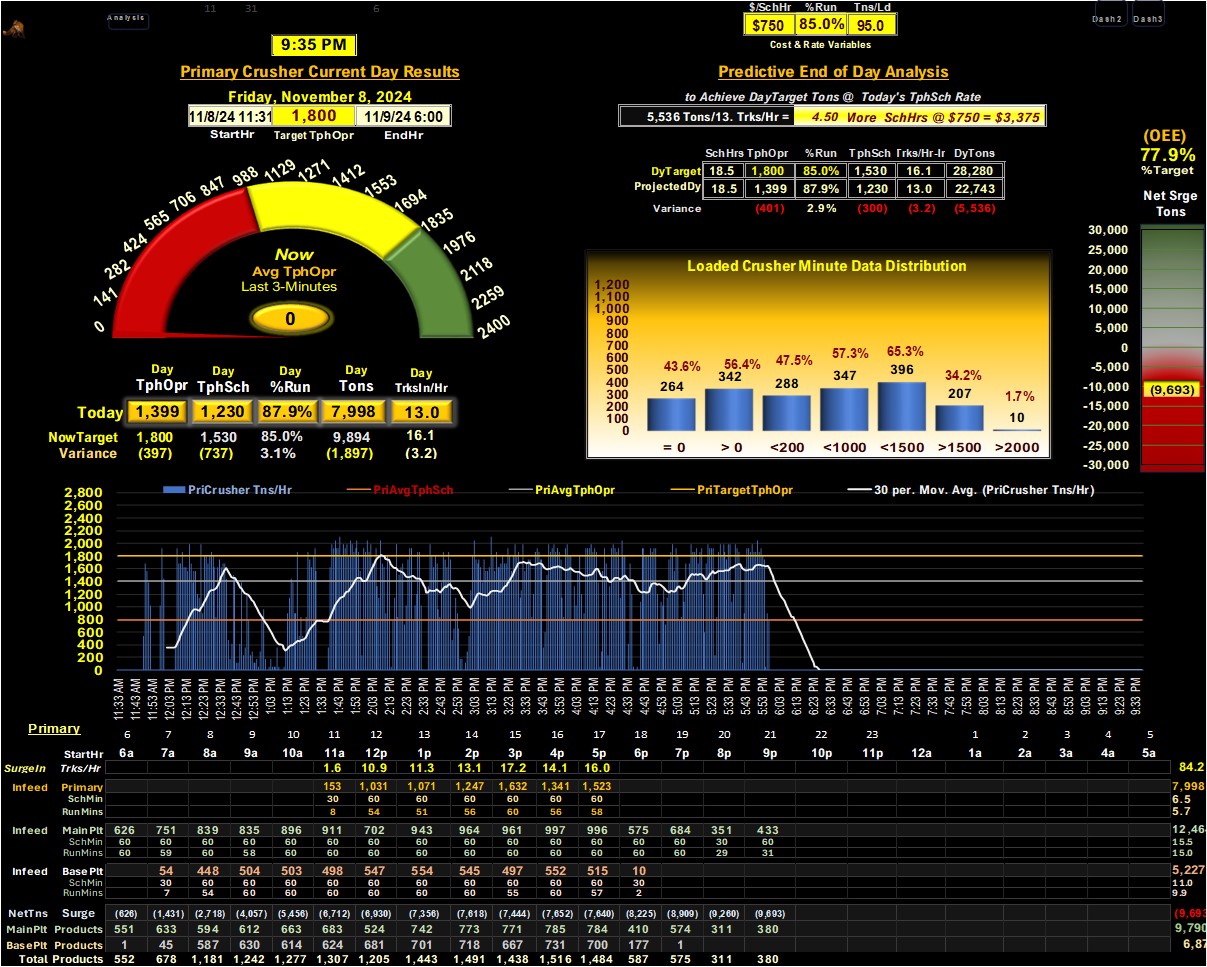 11 31 6
Analysis
$/SchHr %Run Tns/Ld
$750 85.0% 95.0
Cost & Rate Variables
Dash2 Dash3
9:35 PM
Primary Crusher Current Day Results
Friday, November 8, 2024
11/8/24 11:31 1,800 11/9/24 6:00
StartHr Target TphOpr EndHr
Predictive End of Day Analysis
to Achieve DayTarget Tons @ Today's TphSch Rate
5,536 Tons/13. Trks/Hr = 4.50 More SchHrs @ $750 = $3,375
SchHrs TphOpr %Run TphSch Trks/Hr-Ir DyTons
DyTarget 18.5 1,800 85.0% 1,530 16.1 28,280
ProjectedDy 18.5 1,399 87.9% 1,230 13.0 22,743
Variance (401) 2.9% (300) (3.2) (5,536)
(OEE)
77.9%
%Target
Net Srge
Tons
30,000
25,000
20,000
15,000
10,000
5,000
0
-5,000
-10,000
(9,693)
-15,000
-20,000
-25,000
-30,000
0 141 282 424 565 706 847 988 1129 1271 1412 1553 1694 1835 1976 2118 2259 2400
Now
Avg TphOpr
Last 3-Minutes
0
Day Day Day Day Day
TphOpr TphSch %Run Tons TrksIn/Hr
Today 1,399 1,230 87.9% 7,998 13.0
NowTarget 1,800 1,530 85.0% 9,894 16.1
Variance (397) (737) 3.1% (1,897) (3.2)
Loaded Crusher Minute Data Distribution
1,200
1,100
1,000
900
800
700
600
500
400
300
200
100
0
43.6% 56.4% 47.5% 57.3% 65.3% 34.2% 1.7%
264 342 288 347 396 207 10
= 0 > 0 <200 <1000 <1500 >1500 >2000
PriCrusher Tns/Hr PriAvgTphSch PriAvgTphOpr PriTargetTphOpr 30 per. Mov. Avg. (PriCrusher Tns/Hr)
2,800
2,600
2,400
2,200
2,000
1,800
1,600
1,400
1,200
1,000
800
600
400
200
0
11:33 AM 11:43 AM 11:53 AM 12:03 PM 12:13 PM 12:23 PM 12:33 PM 12:43 PM 12:53 PM 1:03 PM 1:13 PM 1:23 PM 1:33 PM 1:43 PM 1:53 PM 2:03 PM 2:13 PM 2:23 PM 2:33 PM 2:43 PM 2:53 PM 3:03 PM 3:13 PM 3:23 PM 3:33 PM 3:43 PM 3:53 PM 4:03 PM 4:13 PM 4:23 PM 4:33 PM 4:43 PM 4:53 PM 5:03 PM 5:13 PM 5:23 PM 5:33 PM 5:43 PM 5:53 PM 6:03 PM 6:13 PM 6:23 PM 6:33 PM 6:43 PM 6:53 PM 7:03 PM 7:13 PM 7:23 PM 7:33 PM 7:43 PM 7:53 PM 8:03 PM 8:13 PM 8:23 PM 8:33 PM 8:43 PM 8:53 PM 9:03 PM 9:13 PM 9:23 PM 9:33 PM
Primary
6 7 8 9 10 11 12 13 14 15 16 17 18 19 20 21 22 23 1 2 3 4 5
StartHr 6a 7a 8a 9a 10a 11a 12p 1p 2p 3p 4p 5p 6p 7p 8p 9p 10p 11p 12a 1a 2a 3a 4a 5a
SurgeIn Trks/Hr 1.6 10.9 11.3 13.1 17.2 14.1 16.0 84.2
Infeed Primary 153 1,031 1,071 1,247 1,632 1,341 1,523 7,998
SchMin 30 60 60 60 60 60 60 6.5
RunMins 8 54 51 56 60 56 58 5.7
Infeed MainPlt 626 751 839 835 896 911 702 943 964 961 997 996 575 684 351 433 12,46
SchMin 60 60 60 60 60 60 60 60 60 60 60 60 60 60 30 60 15.5
RunMins 60 59 60 58 60 60 60 60 60 60 60 60 60 60 29 31 15.0
Infeed BasePlt 54 448 504 503 498 547 554 545 497 552 515 10 5,227
SchMin 30 60 60 60 60 60 60 60 60 60 60 30 11.0
RunMins 7 54 60 60 60 60 60 60 55 60 57 2 9.9
NetTns Surge (626) (1,431) (2,718) (4,057) (5,456) (6,712) (6,930) (7,356) (7,618) (7,444) (7,652) (7,640) (8,225) (8,909) (9,260) (9,693) (9,693
MainPlt Products 551 633 594 612 663 683 524 742 773 771 785 784 410 574 311 380 9,790
BasePlt Products 1 45 587 630 614 624 681 701 718 667 731 700 177 1 6,87
Total Products 552 678 1,181 1,242 1,277 1,307 1,205 1,443 1,491 1,438 1,516 1,484 587 575 311 380